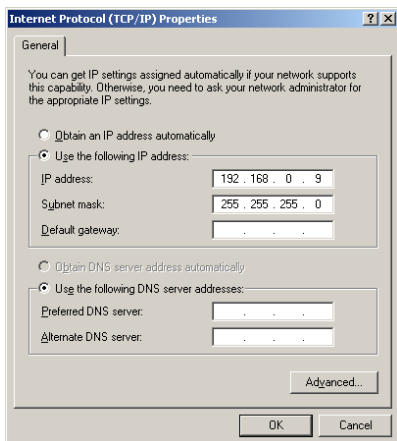 Internet Protocol (TCP/IP) Properties ? X
General
You can get IP settings assigned automatically if your network supports
this capability. Otherwise, you need to ask your network administrator for
the appropriate IP settings.
Obtain an IP address automatically
Use the following IP address:
IP address: 192 . 168 . 0 . 9
Subnet mask: 255 . 255 . 255 . 0
Default gateway: . . .
Obtain DNS server address automatically
Use the following DNS server addresses:
Preferred DNS server: . . .
Alternate DNS server: . . .
Advanced...
OK Cancel